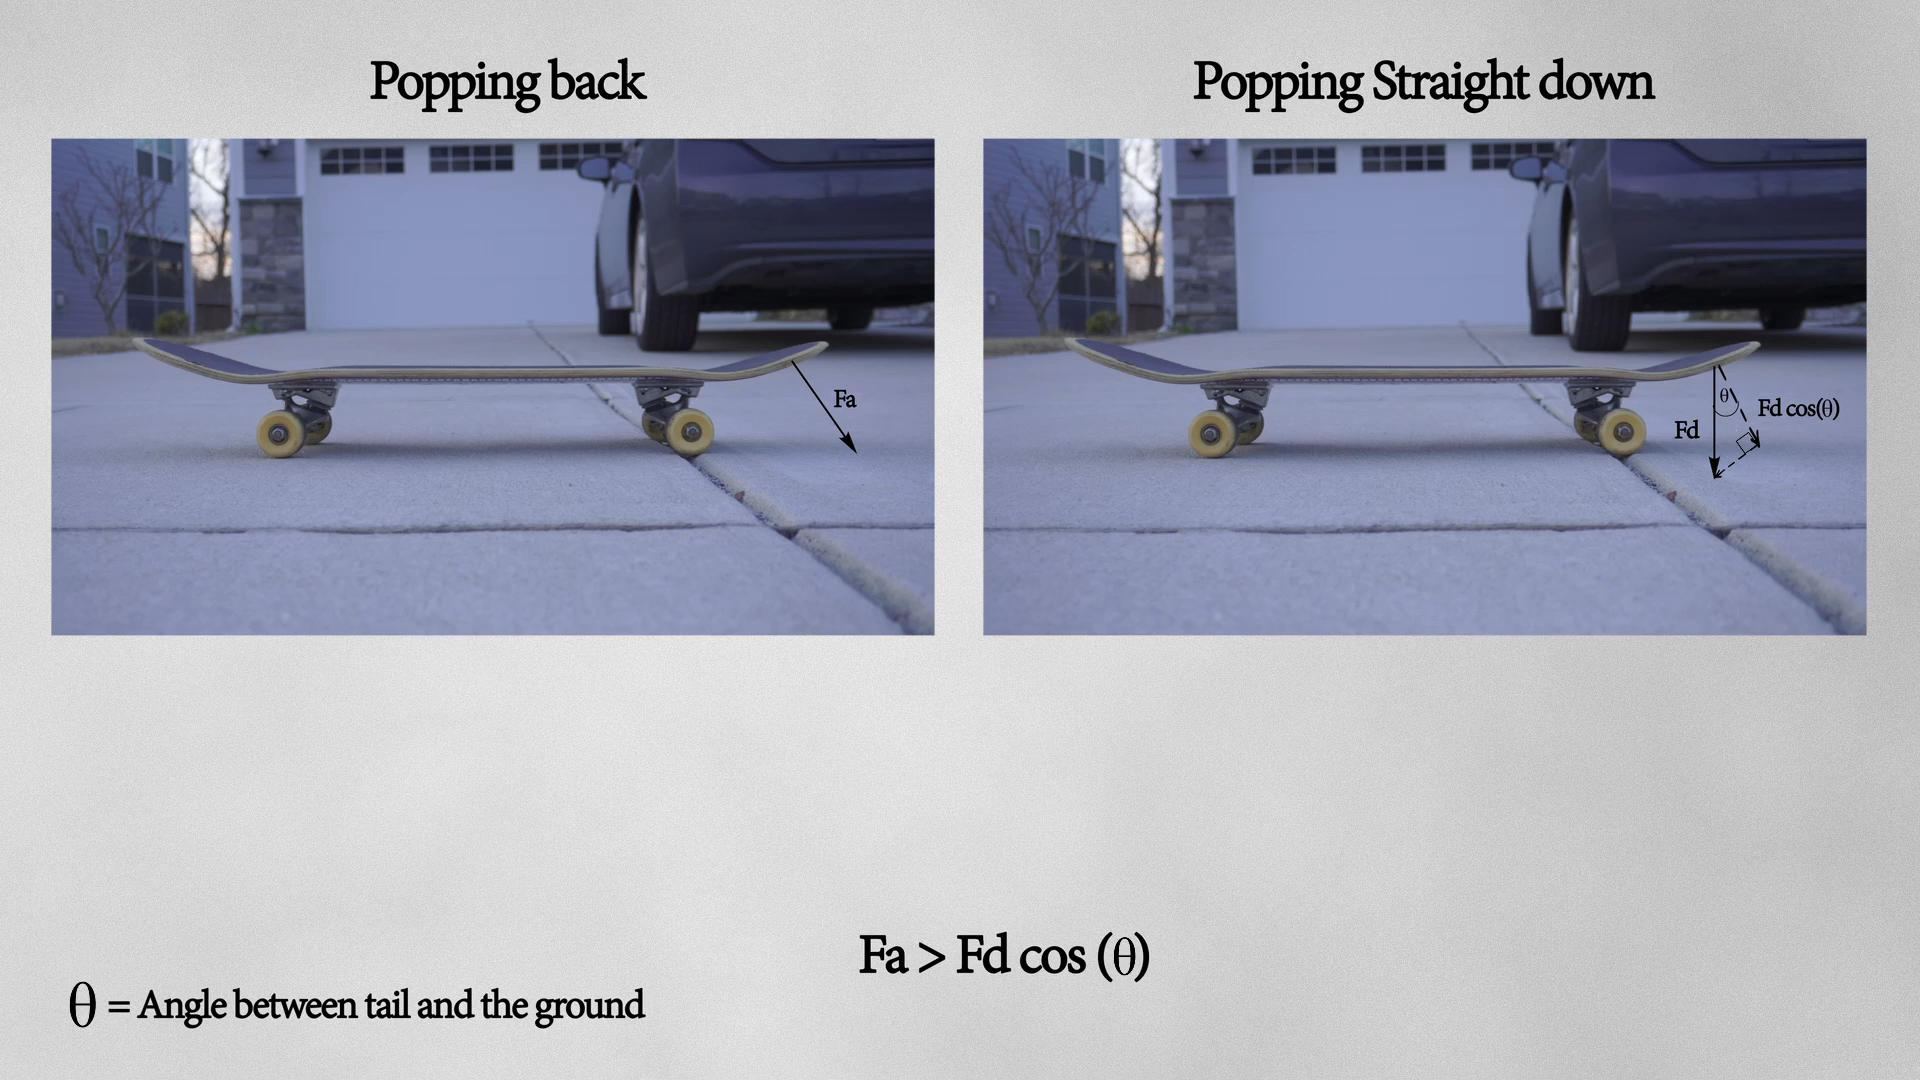 Popping back
Popping Straight down
Fa
θ
Fd cos(θ)
Fd
Fa > Fd cos (θ)
θ = Angle between tail and the ground